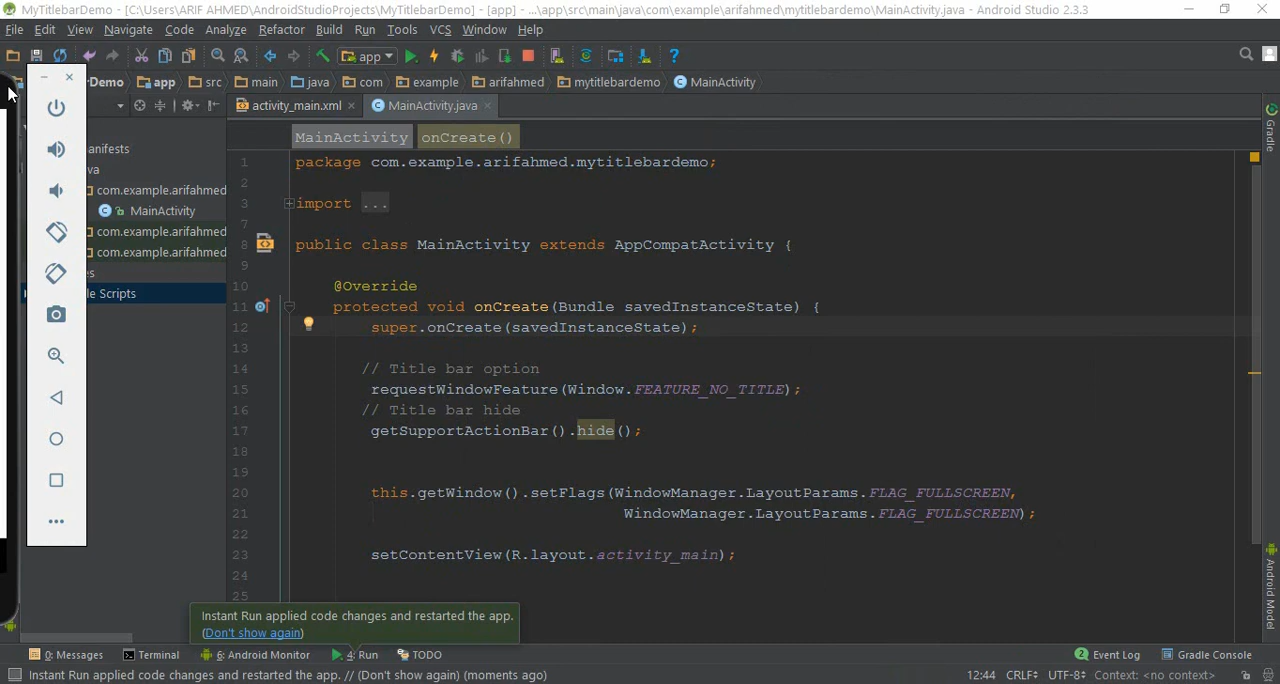 MyTitlebarDemo - [C:\Users\ARIF AHMED\AndroidStudioProjects\MyTitlebarDemo] - [app] - ...\app\src\main\java\com\example\arifahmed\mytitlebardemo\MainActivity.java - Android Studio 2.3.3
File Edit View Navigate Code Analyze Refactor Build Run Tools VCS Window Help
app
Demo app src main java com example arifahmed mytitlebardemo MainActivity
activity_main.xml MainActivity.java
MainActivity onCreate()
1 package com.example.arifahmed.mytitlebardemo;
2
3 import ...
7
8 public class MainActivity extends AppCompatActivity {
9
10 @Override
11 protected void onCreate(Bundle savedInstanceState) {
12 super.onCreate(savedInstanceState);
13
14 // Title bar option
15 requestWindowFeature(Window.FEATURE_NO_TITLE);
16 // Title bar hide
17 getSupportActionBar().hide();
18
19
20 this.getWindow().setFlags(WindowManager.LayoutParams.FLAG_FULLSCREEN,
21 WindowManager.LayoutParams.FLAG_FULLSCREEN);
22
23 setContentView(R.layout.activity_main);
24
25
anifests
va
com.example.arifahmed
MainActivity
com.example.arifahmed
com.example.arifahmed
es
le Scripts
Gradle
Android Model
Instant Run applied code changes and restarted the app.
(Don't show again)
0: Messages Terminal 6: Android Monitor 4: Run TODO 2 Event Log Gradle Console
Instant Run applied code changes and restarted the app. // (Don't show again) (moments ago) 12:44 CRLF UTF-8 Context: <no context>